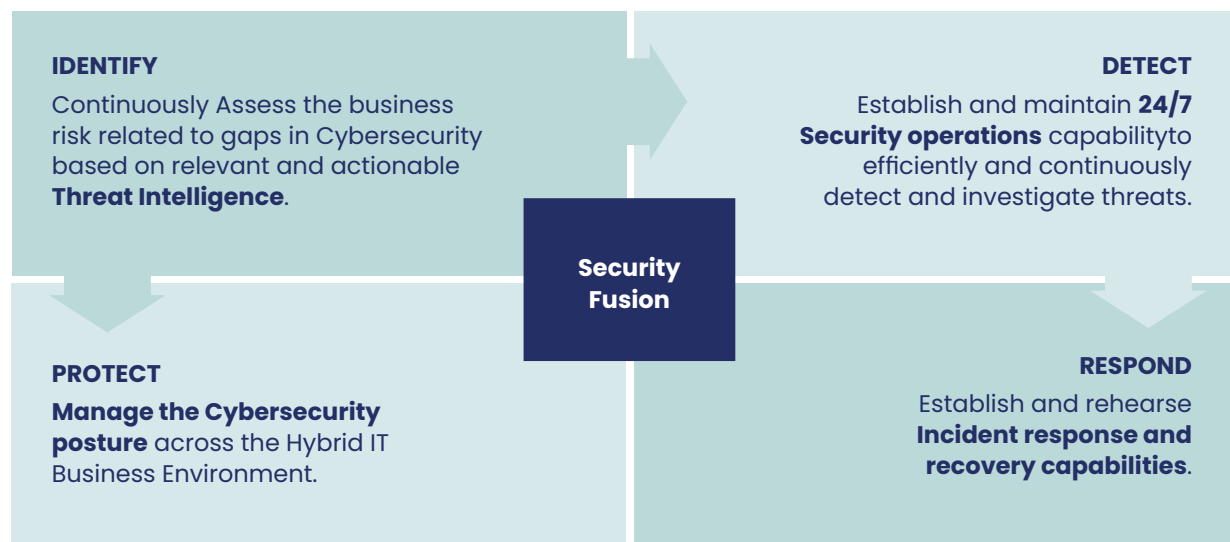 IDENTIFY
Continuously Assess the business
risk related to gaps in Cybersecurity
based on relevant and actionable
Threat Intelligence.
DETECT
Establish and maintain 24/7
Security operations capabilityto
efficiently and continuously
detect and investigate threats.
Security
Fusion
PROTECT
Manage the Cybersecurity
posture across the Hybrid IT
Business Environment.
RESPOND
Establish and rehearse
Incident response and
recovery capabilities.